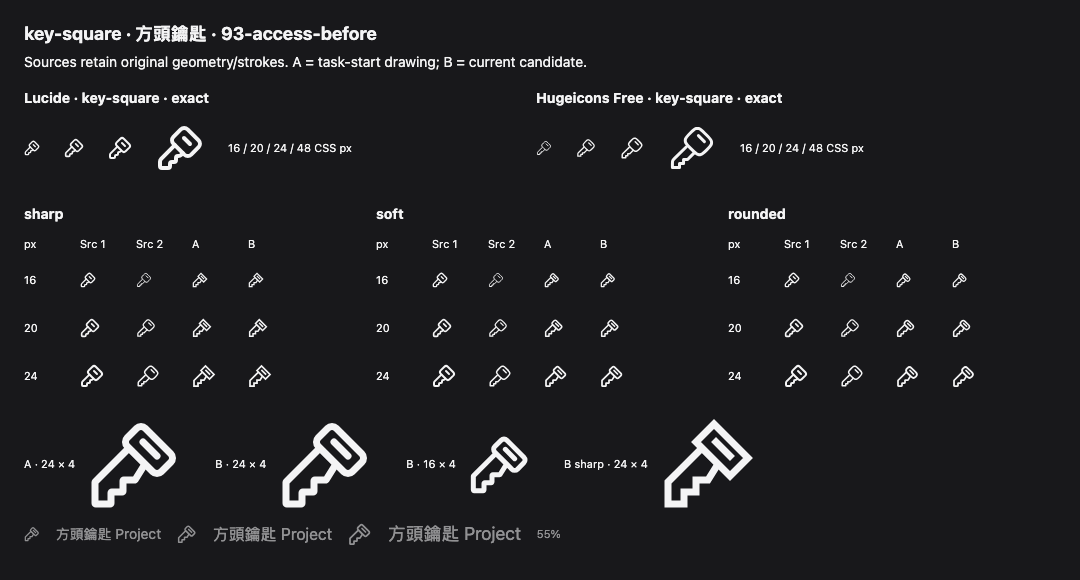 key-square · 方頭鑰匙 · 93-access-before
Sources retain original geometry/strokes. A = task-start drawing; B = current candidate.
Lucide · key-square · exact
Hugeicons Free · key-square · exact
16 / 20 / 24 / 48 CSS px
16 / 20 / 24 / 48 CSS px
sharp
soft
rounded
px Src 1 Src 2 A B
px Src 1 Src 2 A B
px Src 1 Src 2 A B
16
16
16
20
20
20
24
24
24
A · 24 × 4
B · 24 × 4
B · 16 × 4
B sharp · 24 × 4
方頭鑰匙 Project
方頭鑰匙 Project
方頭鑰匙 Project
55%